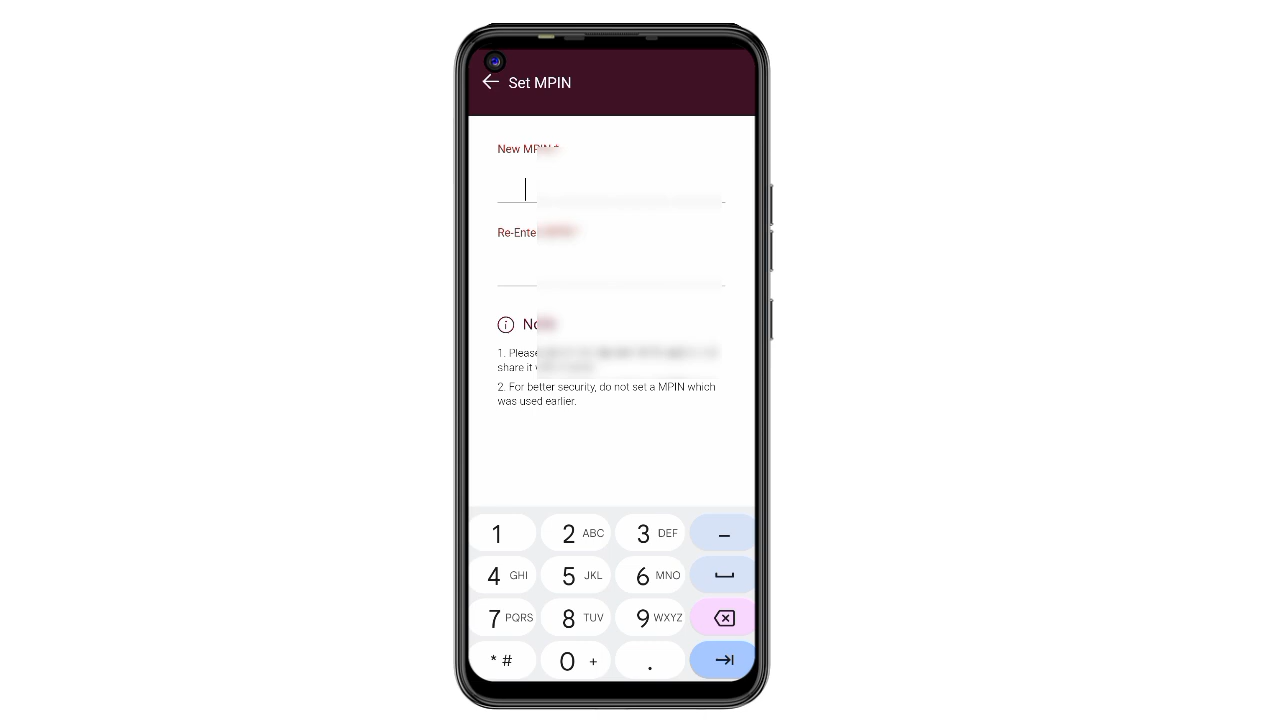 Set MPIN
New MPIN *
Re-Ente
No
1. Please
share it
2. For better security, do not set a MPIN which
was used earlier.
1 2 ABC 3 DEF –
4 GHI 5 JKL 6 MNO
7 PQRS 8 TUV 9 WXYZ
* # 0 + .